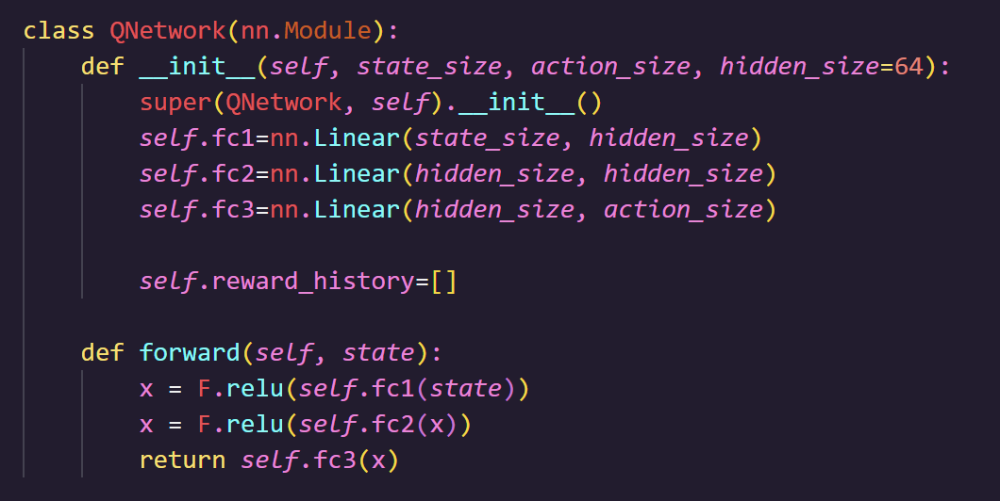 class QNetwork(nn.Module):
    def __init__(self, state_size, action_size, hidden_size=64):
        super(QNetwork, self).__init__()
        self.fc1=nn.Linear(state_size, hidden_size)
        self.fc2=nn.Linear(hidden_size, hidden_size)
        self.fc3=nn.Linear(hidden_size, action_size)

        self.reward_history=[]

    def forward(self, state):
        x = F.relu(self.fc1(state))
        x = F.relu(self.fc2(x))
        return self.fc3(x)